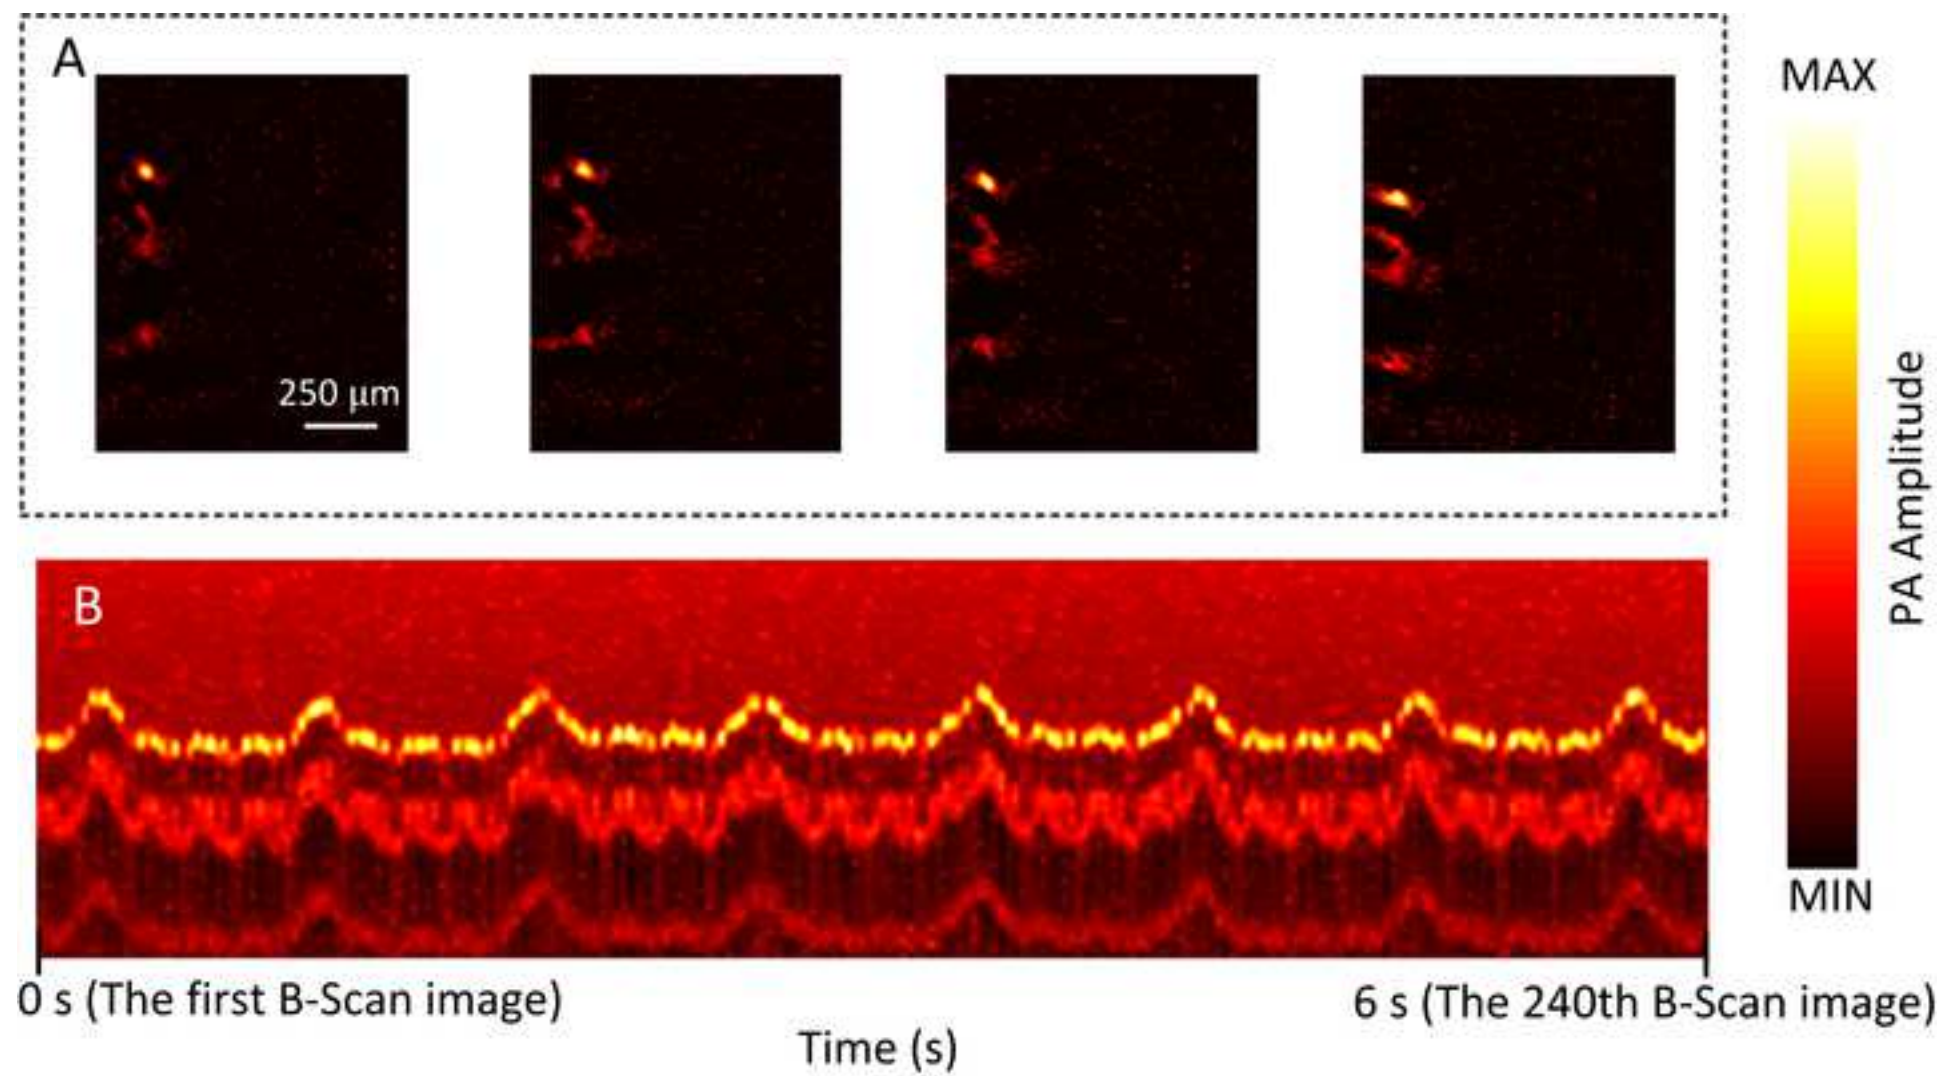 A
MAX
250 μm
PA Amplitude
B
MIN
0 s (The first B-Scan image)
6 s (The 240th B-Scan image)
Time (s)